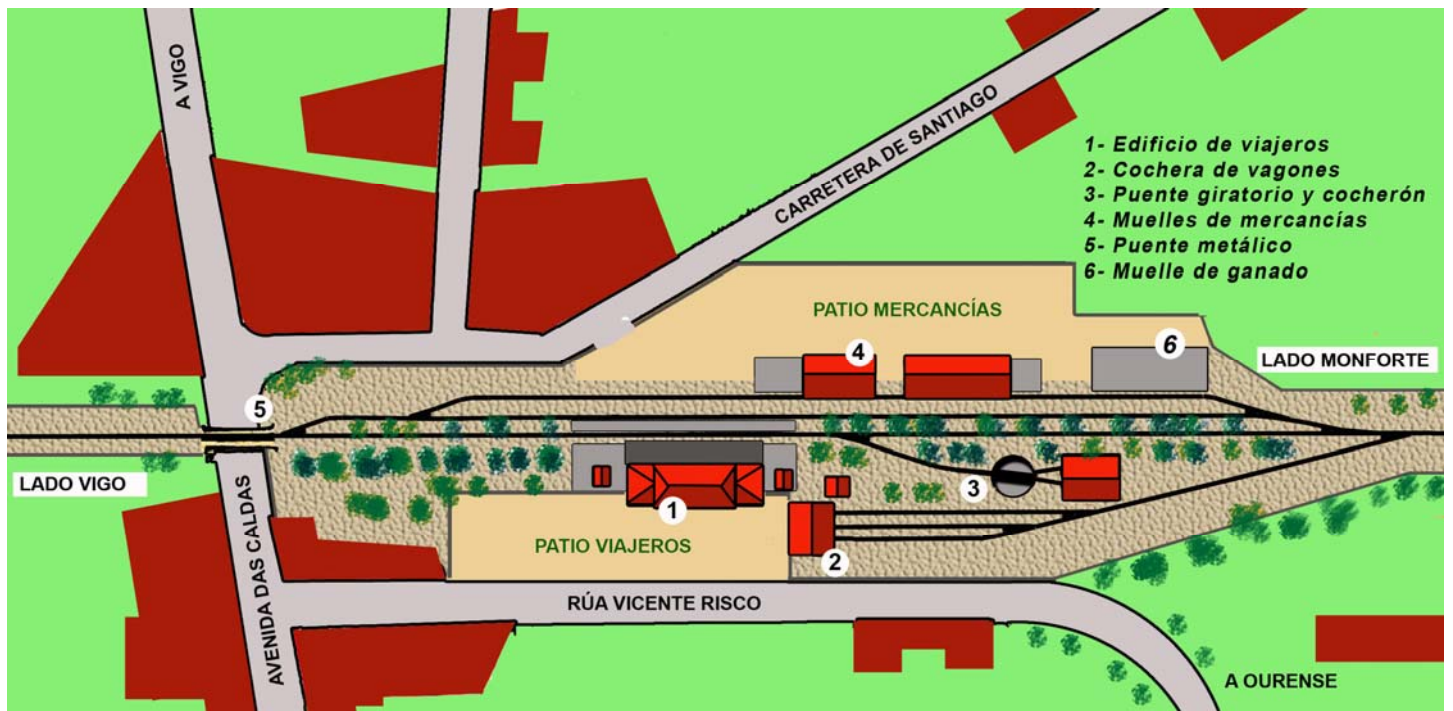 A VIGO
CARRETERA DE SANTIAGO
1- Edificio de viajeros
2- Cochera de vagones
3- Puente giratorio y cocherón
4- Muelles de mercancías
5- Puente metálico
6- Muelle de ganado
PATIO MERCANCÍAS
4
6
LADO MONFORTE
5
LADO VIGO
3
1
PATIO VIAJEROS
2
AVENIDA DAS CALDAS
RÚA VICENTE RISCO
A OURENSE